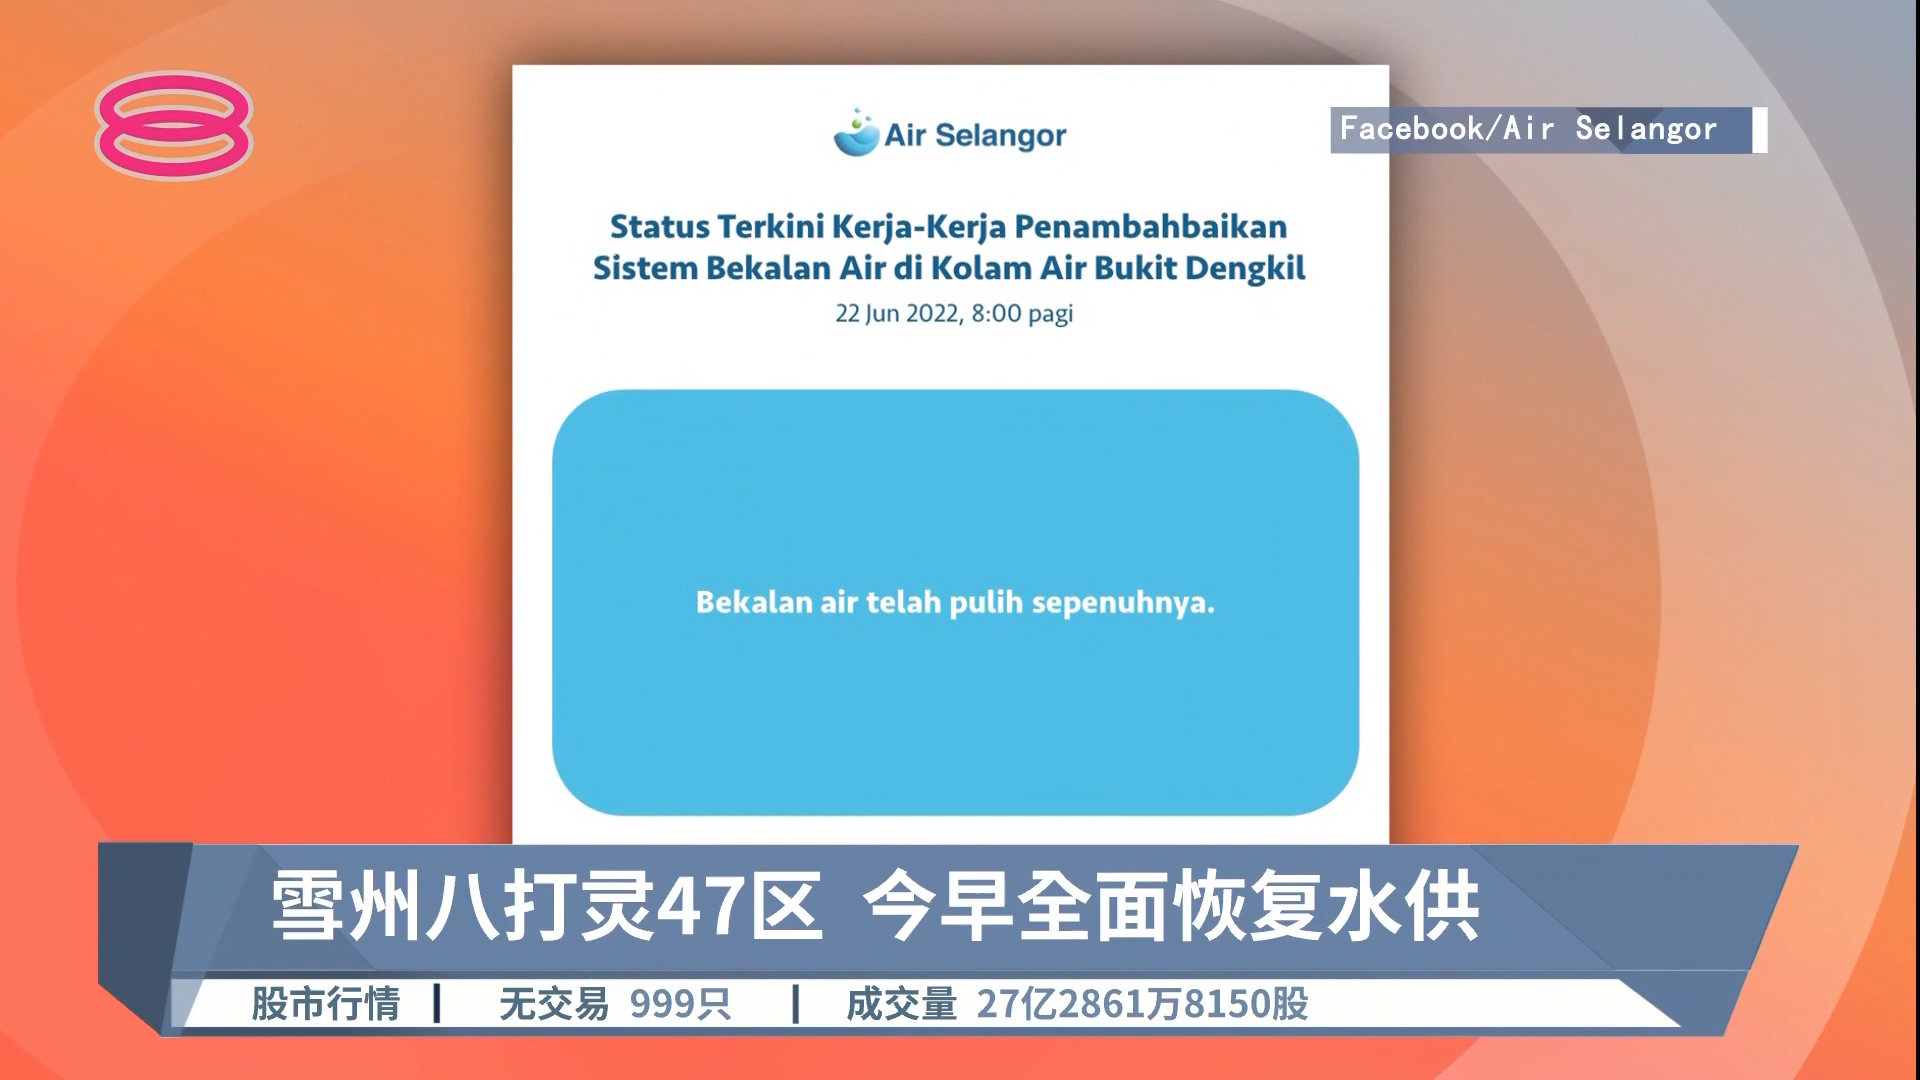 Air Selangor
Facebook/Air Selangor
Status Terkini Kerja-Kerja Penambahbaikan
Sistem Bekalan Air di Kolam Air Bukit Dengkil
22 Jun 2022, 8:00 pagi
Bekalan air telah pulih sepenuhnya.
雪州八打灵47区 今早全面恢复水供
股市行情 | 无交易 999只 | 成交量 27亿2861万8150股